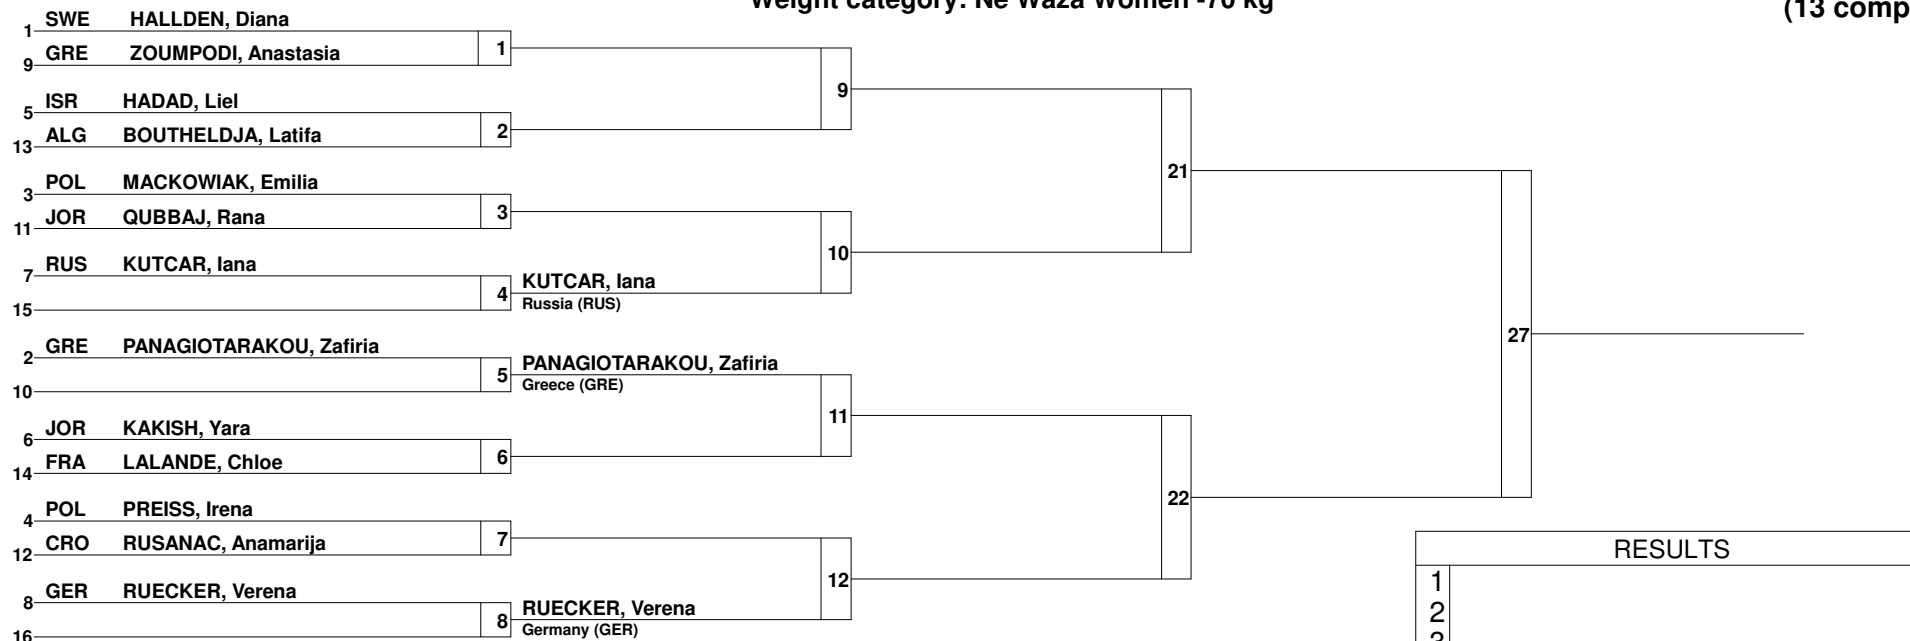 Weight category: Ne Waza Women -70 kg
(13 comp
SWE HALLDEN, Diana
1
GRE ZOUMPODI, Anastasia
9
1
ISR HADAD, Liel
5
ALG BOUTHELDJA, Latifa
13
2
9
POL MACKOWIAK, Emilia
3
JOR QUBBAJ, Rana
11
3
RUS KUTCAR, Iana
7
15
4
KUTCAR, Iana
Russia (RUS)
10
21
GRE PANAGIOTARAKOU, Zafiria
2
10
5
PANAGIOTARAKOU, Zafiria
Greece (GRE)
JOR KAKISH, Yara
6
FRA LALANDE, Chloe
14
6
11
POL PREISS, Irena
4
CRO RUSANAC, Anamarija
12
7
GER RUECKER, Verena
8
16
8
RUECKER, Verena
Germany (GER)
12
22
27
RESULTS
1
2
3